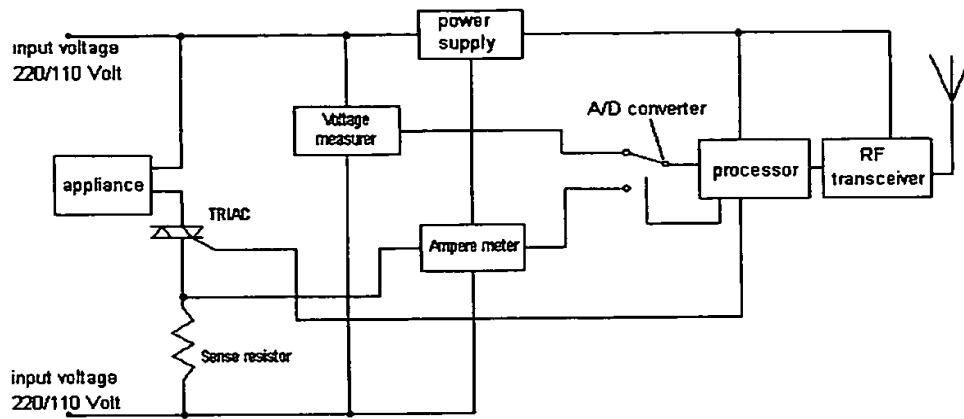 input voltage
220/110 Volt
power
supply
Voltage
measurer
A/D converter
appliance
processor
RF
transceiver
TRIAC
Ampere meter
Sense resistor
input voltage
220/110 Volt